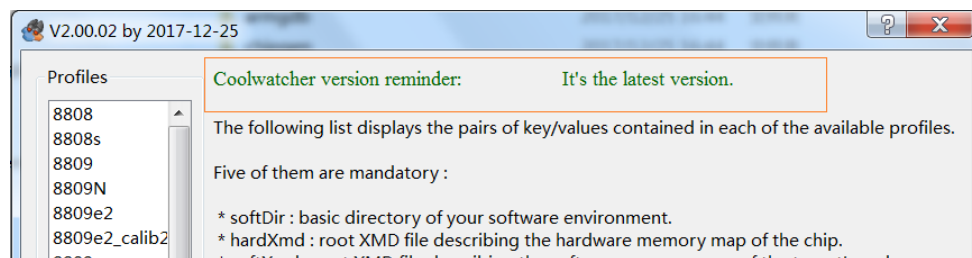 V2.00.02 by 2017-12-25
Profiles
8808
8808s
8809
8809N
8809e2
8809e2_calib2
Coolwatcher version reminder: It's the latest version.
The following list displays the pairs of key/values contained in each of the available profiles.
Five of them are mandatory :
* softDir : basic directory of your software environment.
* hardXmd : root XMD file describing the hardware memory map of the chip.